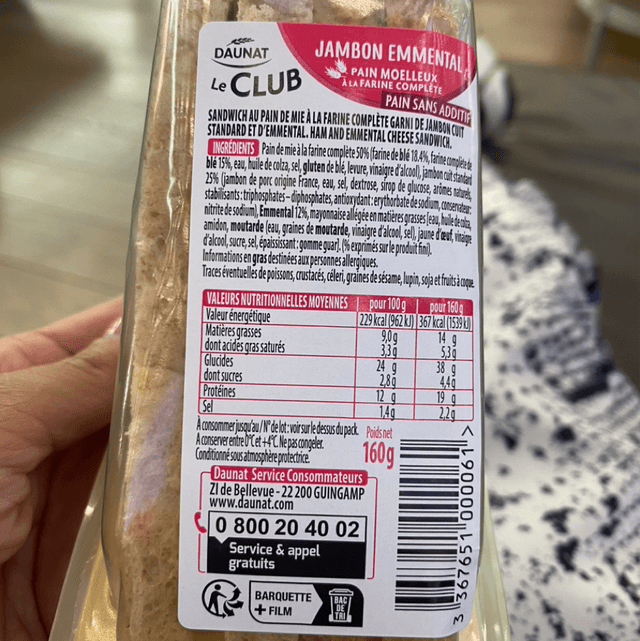 DAUNAT
Le CLUB
JAMBON EMMENTAL
PAIN MOELLEUX
À LA FARINE COMPLÈTE
PAIN SANS ADDITIF
SANDWICH AU PAIN DE MIE À LA FARINE COMPLÈTE GARNI DE JAMBON CUIT
STANDARD ET D'EMMENTAL. HAM AND EMMENTAL CHEESE SANDWICH.
INGRÉDIENTS Pain de mie à la farine complète 50% (farine de blé 18.4%, farine complète de
blé 15%, eau, huile de colza, sel, gluten de blé, levure, vinaigre d'alcool), jambon cuit standard
25% (jambon de porc origine France, eau, sel, dextrose, sirop de glucose, arômes naturels,
stabilisants : triphosphates - diphosphates, antioxydant : erythorbate de sodium, conservateur :
nitrite de sodium), Emmental 12%, mayonnaise allégée en matières grasses (eau, huile de colza,
amidon, moutarde (eau, graines de moutarde, vinaigre d'alcool, sel), jaune d'œuf, vinaigre
d'alcool, sucre, sel, épaississant : gomme guar). (% exprimés sur le produit fini).
Informations en gras destinées aux personnes allergiques.
Traces éventuelles de poissons, crustacés, céleri, graines de sésame, lupin, soja et fruits à coque.
VALEURS NUTRITIONNELLES MOYENNES pour 100 g pour 160 g
Valeur énergétique 229 kcal (962 kJ) 367 kcal (1539 kJ)
Matières grasses 9,0 g 14 g
dont acides gras saturés 3,3 g 5,3 g
Glucides 24 g 38 g
dont sucres 2,8 g 4,4 g
Protéines 12 g 19 g
Sel 1,4 g 2,2 g
À consommer jusqu'au / N° de lot : voir sur le dessus du pack.
A conserver entre 0°C et +4°C. Ne pas congeler.
Conditionné sous atmosphère protectrice.
Poids net
160g
Daunat Service Consommateurs
ZI de Bellevue - 22 200 GUINGAMP
www.daunat.com
0 800 20 40 02
Service & appel
gratuits
BARQUETTE
+ FILM
BAC
DE
TRI
3 367651 000061 >